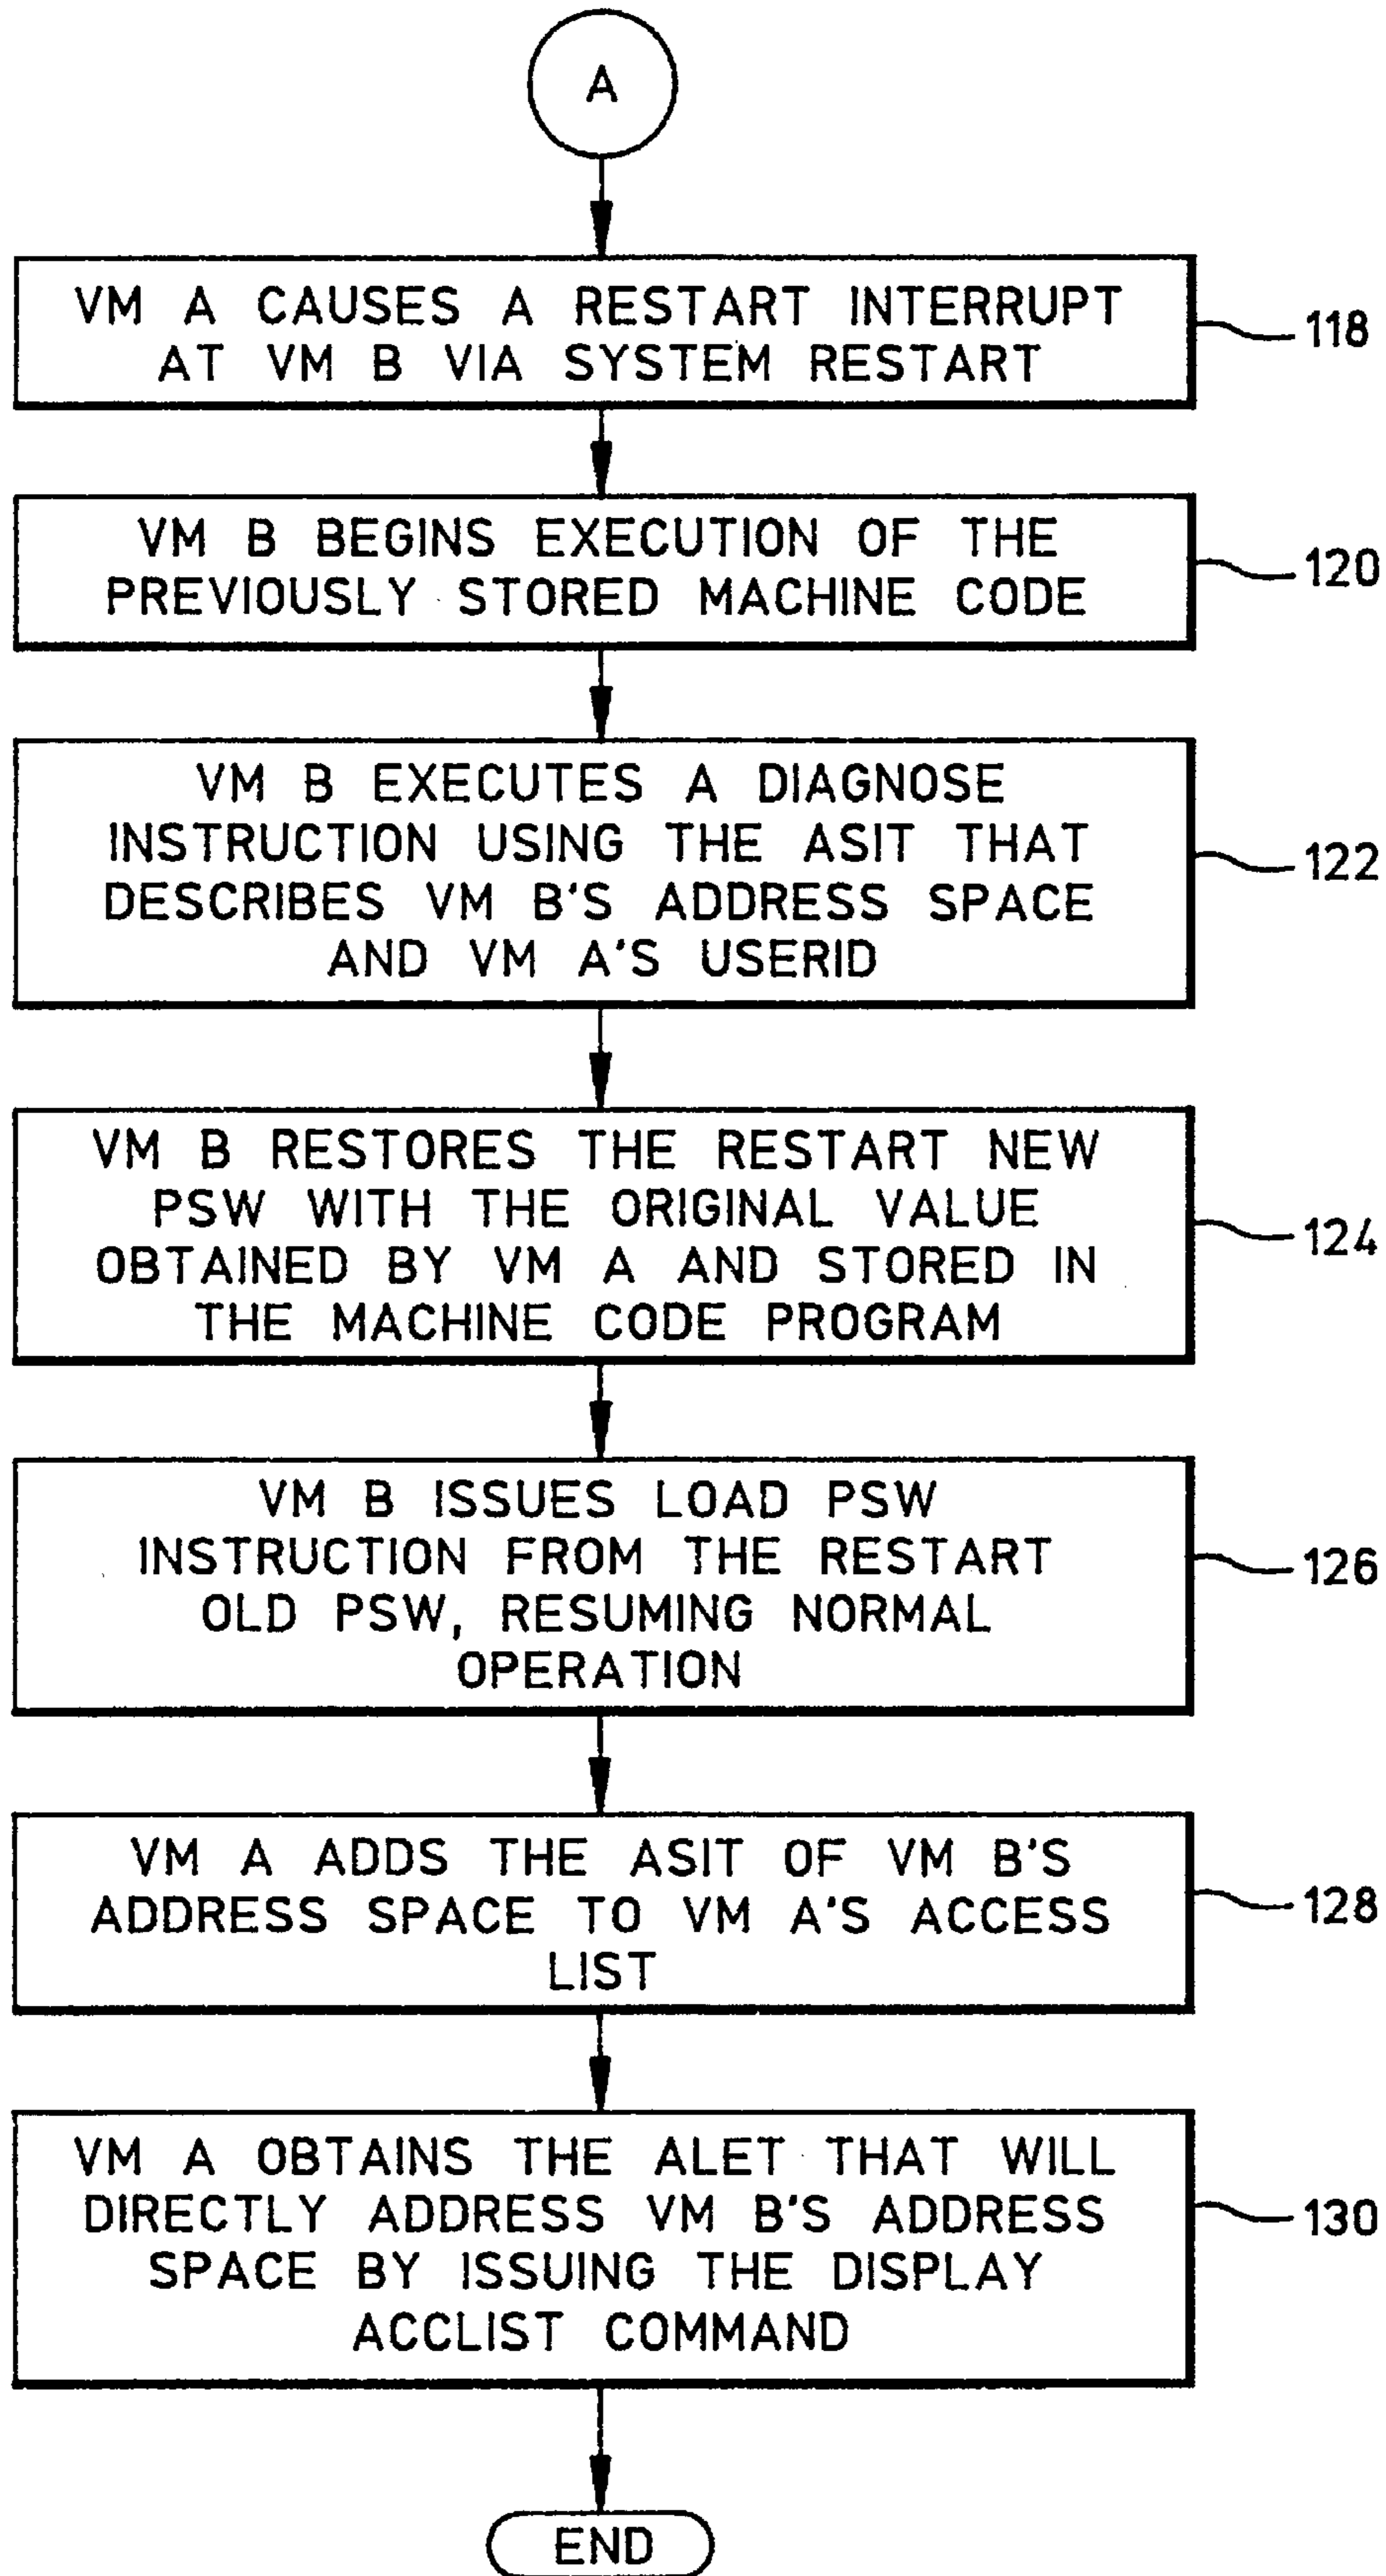 A
VM A CAUSES A RESTART INTERRUPT
AT VM B VIA SYSTEM RESTART
118
VM B BEGINS EXECUTION OF THE
PREVIOUSLY STORED MACHINE CODE
120
VM B EXECUTES A DIAGNOSE
INSTRUCTION USING THE ASIT THAT
DESCRIBES VM B'S ADDRESS SPACE
AND VM A'S USERID
122
VM B RESTORES THE RESTART NEW
PSW WITH THE ORIGINAL VALUE
OBTAINED BY VM A AND STORED IN
THE MACHINE CODE PROGRAM
124
VM B ISSUES LOAD PSW
INSTRUCTION FROM THE RESTART
OLD PSW, RESUMING NORMAL
OPERATION
126
VM A ADDS THE ASIT OF VM B'S
ADDRESS SPACE TO VM A'S ACCESS
LIST
128
VM A OBTAINS THE ALET THAT WILL
DIRECTLY ADDRESS VM B'S ADDRESS
SPACE BY ISSUING THE DISPLAY
ACCLIST COMMAND
130
END